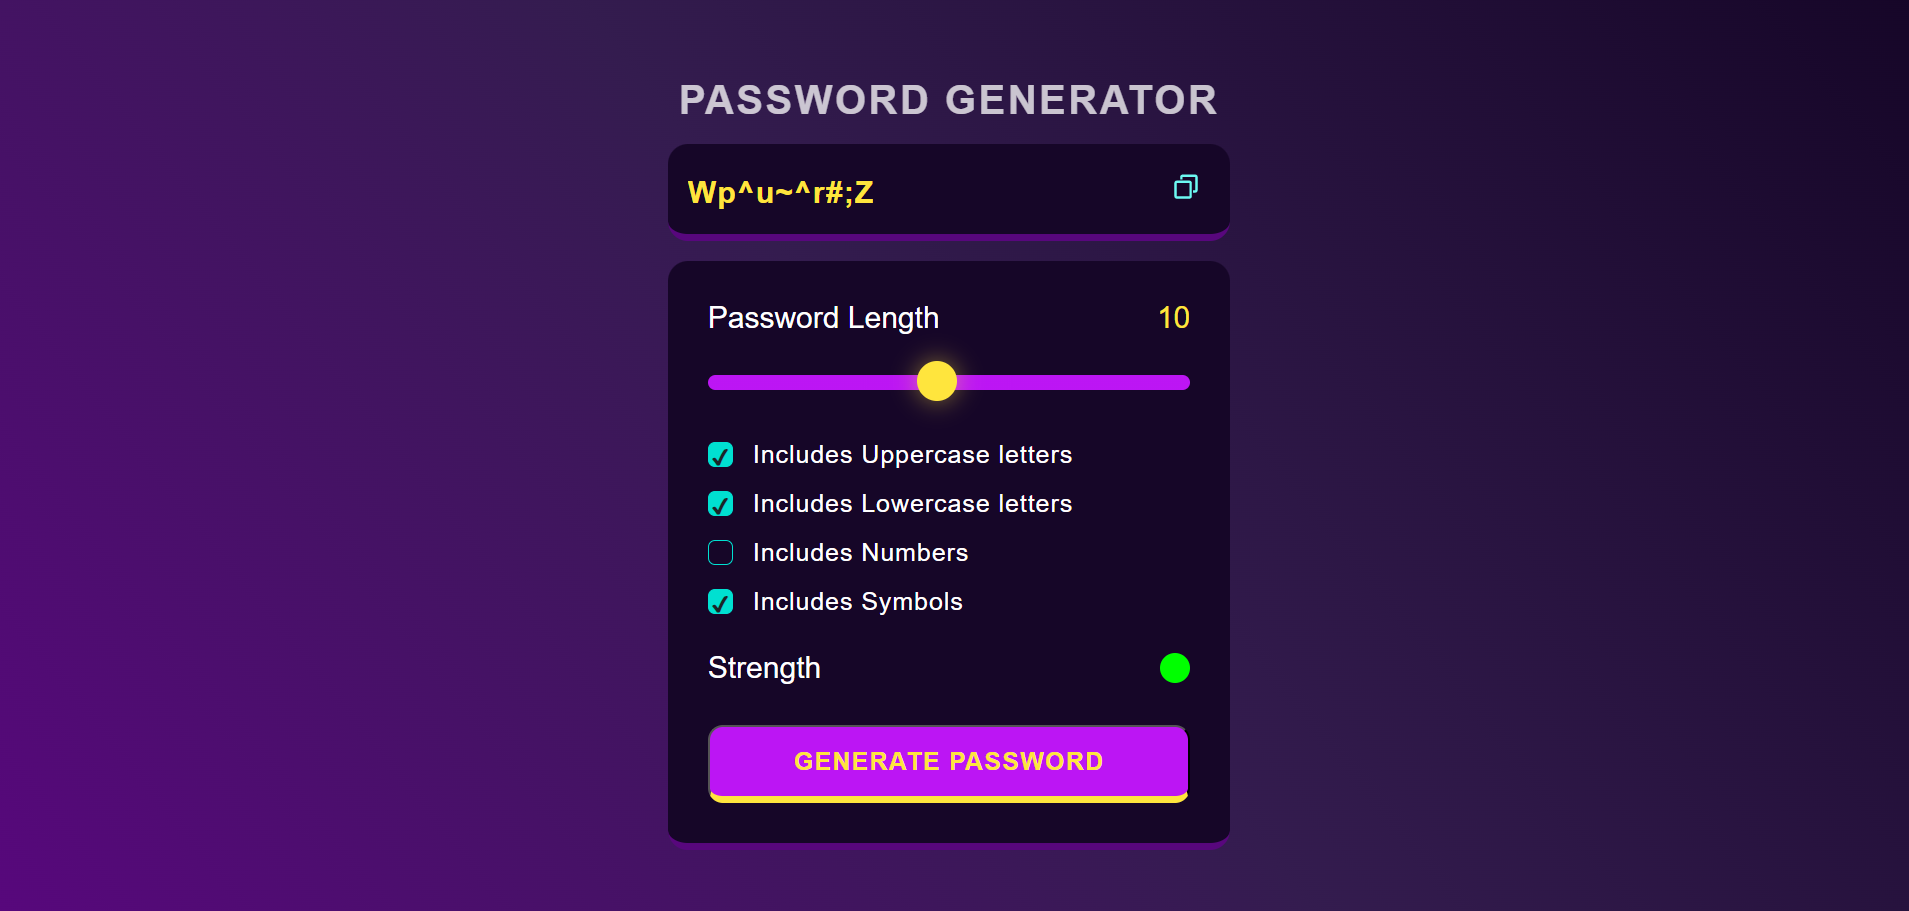 PASSWORD GENERATOR
Wp^u~^r#;Z
Password Length 10
Includes Uppercase letters
Includes Lowercase letters
Includes Numbers
Includes Symbols
Strength
GENERATE PASSWORD